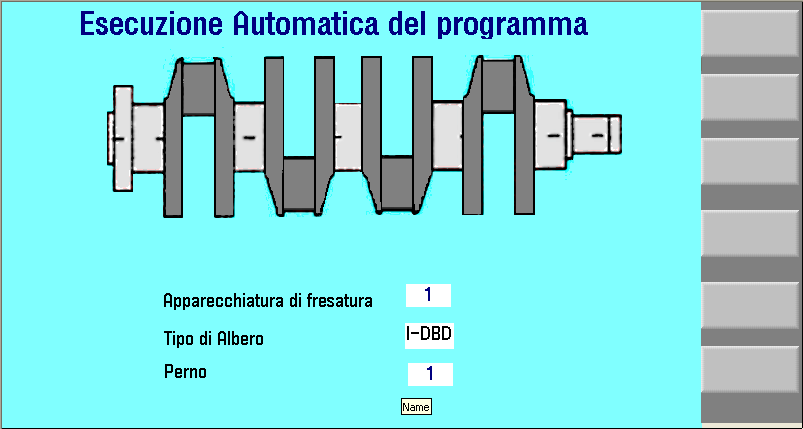 Esecuzione Automatica del programma
Apparecchiatura di fresatura 1
Tipo di Albero I-DBD
Perno 1
Name